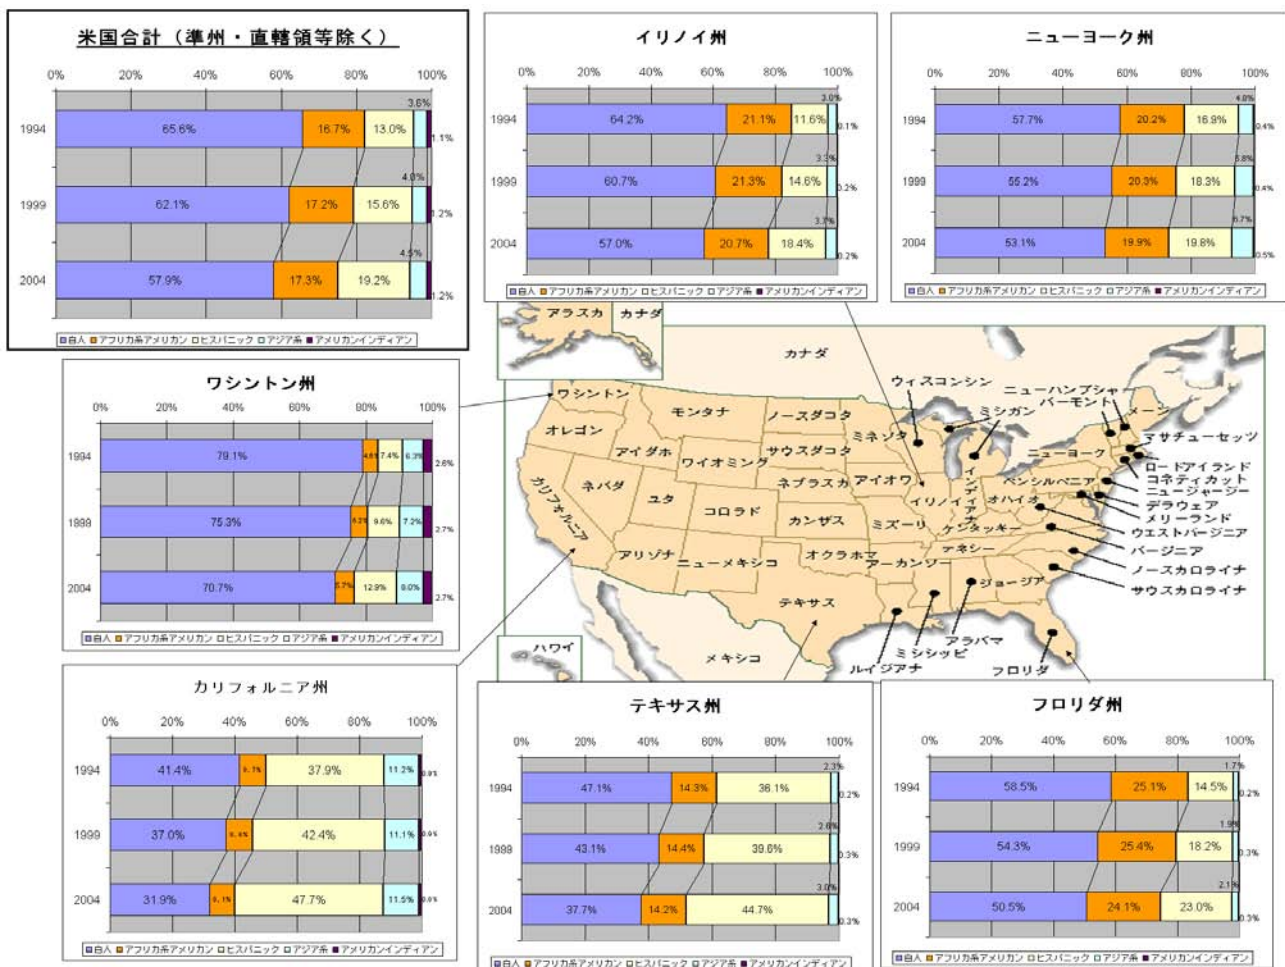 米国合計（準州・直轄領等除く）
0% 20% 40% 60% 80% 100%
3.6%
1994 65.6% 16.7% 13.0% 1.1%
4.0%
1999 62.1% 17.2% 15.6% 1.2%
4.5%
2004 57.9% 17.3% 19.2% 1.2%
白人 アフリカ系アメリカン ヒスパニック アジア系 アメリカインディアン
イリノイ州
0% 20% 40% 60% 80% 100%
3.0%
1994 64.2% 21.1% 11.6% 0.1%
3.3%
1999 60.7% 21.3% 14.6% 0.2%
3.7%
2004 57.0% 20.7% 18.4% 0.2%
白人 アフリカ系アメリカン ヒスパニック アジア系 アメリカインディアン
ニューヨーク州
0% 20% 40% 60% 80% 100%
4.8%
1994 57.7% 20.2% 16.9% 0.4%
5.8%
1999 55.2% 20.3% 18.3% 0.4%
6.7%
2004 53.1% 19.9% 19.8% 0.5%
白人 アフリカ系アメリカン ヒスパニック アジア系 アメリカインディアン
ワシントン州
0% 20% 40% 60% 80% 100%
1994 79.1% 7.4% 6.3% 2.6%
1999 75.3% 9.6% 7.2% 2.7%
2004 70.7% 5.7% 12.9% 9.0% 2.7%
白人 アフリカ系アメリカン ヒスパニック アジア系 アメリカインディアン
アラスカ
カナダ
カナダ
ワシントン
モンタナ
ノースダコタ
ミネソタ
ウィスコンシン
ミシガン
ニューハンプシャー
バーモント
メーン
オレゴン
アイダホ
ワイオミング
サウスダコタ
ニューヨーク
マサチューセッツ
ロードアイランド
コネティカット
ニュージャージー
デラウェア
メリーランド
ウエストバージニア
バージニア
ノースカロライナ
サウスカロライナ
カリフォルニア
ネバダ
ユタ
コロラド
ネブラスカ
アイオワ
イリノイ
インディアナ
オハイオ
ペンシルベニア
カンザス
ミズーリ
ケンタッキー
アリゾナ
ニューメキシコ
オクラホマ
アーカンソー
テネシー
テキサス
ジョージア
アラバマ
ミシシッピ
ルイジアナ
フロリダ
メキシコ
ハワイ
カリフォルニア州
0% 20% 40% 60% 80% 100%
1994 41.4% 37.9% 11.2% 0.9%
1999 37.0% 42.4% 11.1% 0.9%
2004 31.9% 8.1% 47.7% 11.5%
白人 アフリカ系アメリカン ヒスパニック アジア系 アメリカインディアン
テキサス州
0% 20% 40% 60% 80% 100%
2.3%
1994 47.1% 14.3% 36.1% 0.2%
2.6%
1999 43.1% 14.4% 39.6% 0.3%
3.0%
2004 37.7% 14.2% 44.7% 0.3%
白人 アフリカ系アメリカン ヒスパニック アジア系 アメリカインディアン
フロリダ州
0% 20% 40% 60% 80% 100%
1.7%
1994 58.5% 25.1% 14.5% 0.2%
1.9%
1999 54.3% 25.4% 18.2% 0.3%
2.1%
2004 50.5% 24.1% 23.0% 0.3%
白人 アフリカ系アメリカン ヒスパニック アジア系 アメリカインディアン